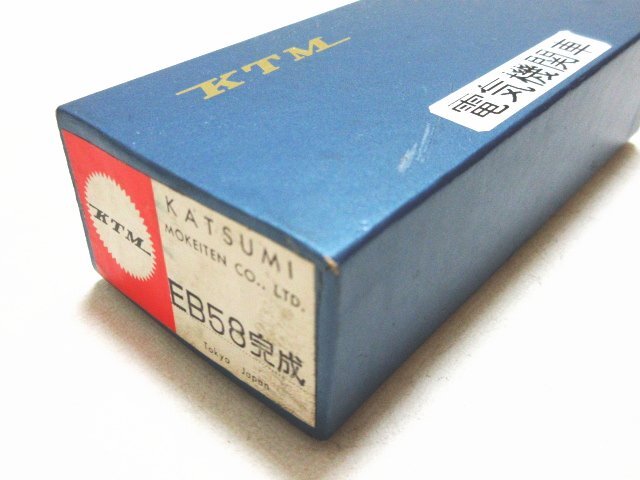 KTM
電気機関車
KTM
KATSUMI
MOKEITEN CO., LTD.
EB58完成
Tokyo Japan